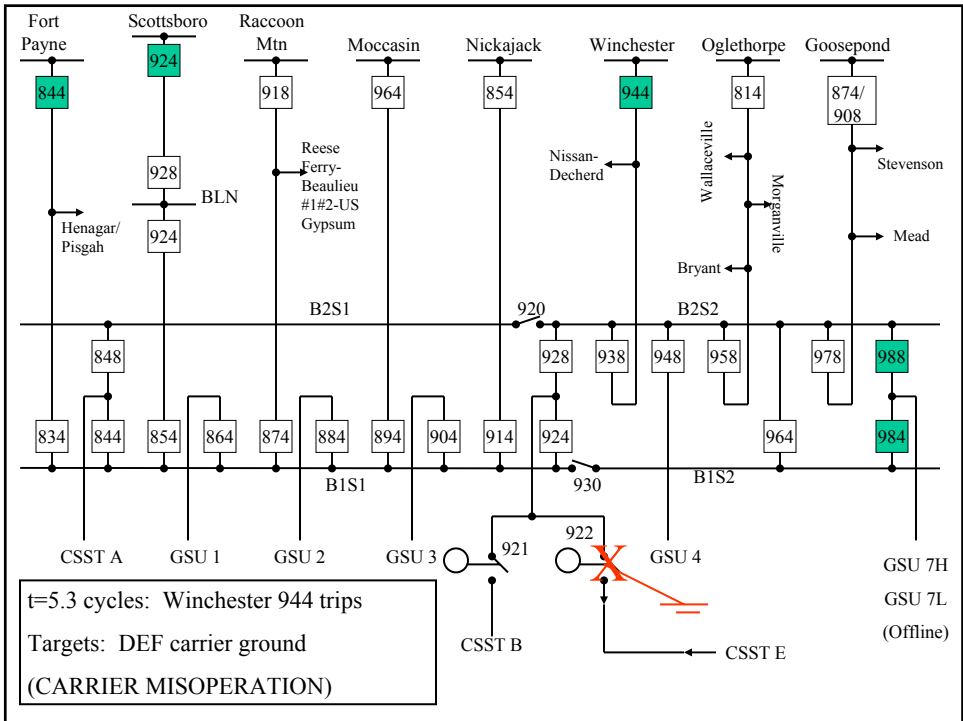 Fort
Payne
Scottsboro
Raccoon
Mtn
Moccasin
Nickajack
Winchester
Oglethorpe
Goosepond
844
924
918
964
854
944
814
874/
908
928
BLN
924
Henagar/
Pisgah
Reese
Ferry-
Beaulieu
#1#2-US
Gypsum
Nissan-
Decherd
Wallaceville
Morganville
Bryant
Stevenson
Mead
B2S1
920
B2S2
848
928
938
948
958
978
988
834
844
854
864
874
884
894
904
914
924
964
984
B1S1
930
B1S2
CSST A
GSU 1
GSU 2
GSU 3
921
922
GSU 4
GSU 7H
GSU 7L
(Offline)
X
CSST B
CSST E
t=5.3 cycles: Winchester 944 trips
Targets: DEF carrier ground
(CARRIER MISOPERATION)